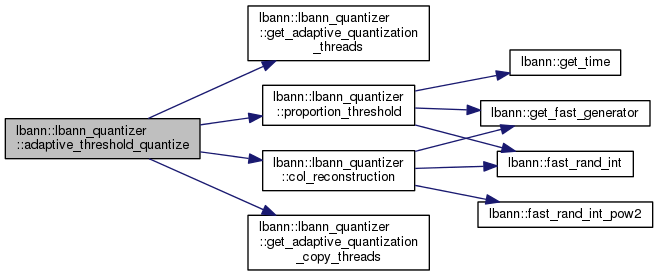 lbann::lbann_quantizer
::adaptive_threshold_quantize
lbann::lbann_quantizer
::get_adaptive_quantization
_threads
lbann::lbann_quantizer
::proportion_threshold
lbann::lbann_quantizer
::col_reconstruction
lbann::lbann_quantizer
::get_adaptive_quantization
_copy_threads
lbann::get_time
lbann::get_fast_generator
lbann::fast_rand_int
lbann::fast_rand_int_pow2